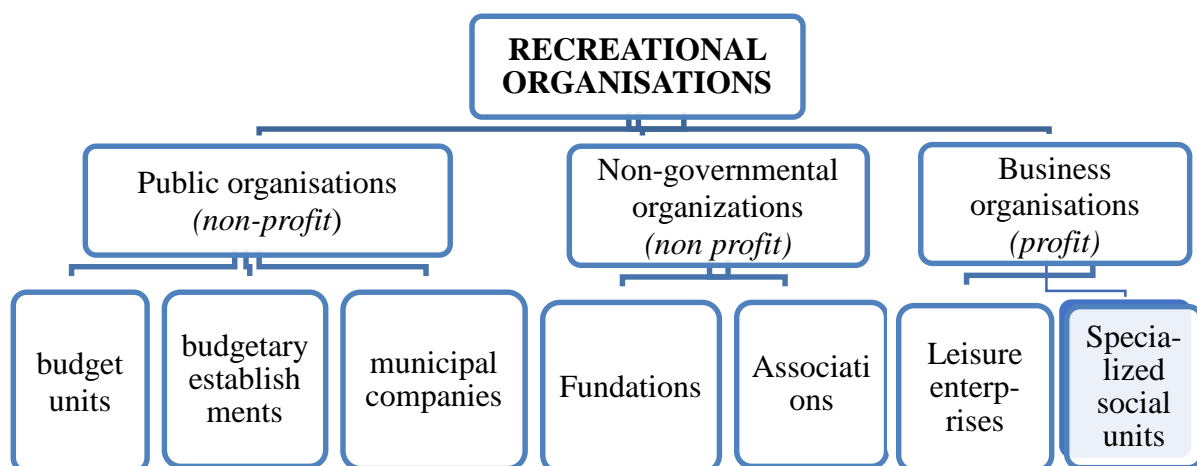 RECREATIONAL
ORGANISATIONS
Public organisations
(non-profit)
Non-governmental
organizations
(non profit)
Business
organisations
(profit)
budget
units
budgetary
establish
ments
municipal
companies
Fundations
Associati
ons
Leisure
enterp-
rises
Specia-
lized
social
units